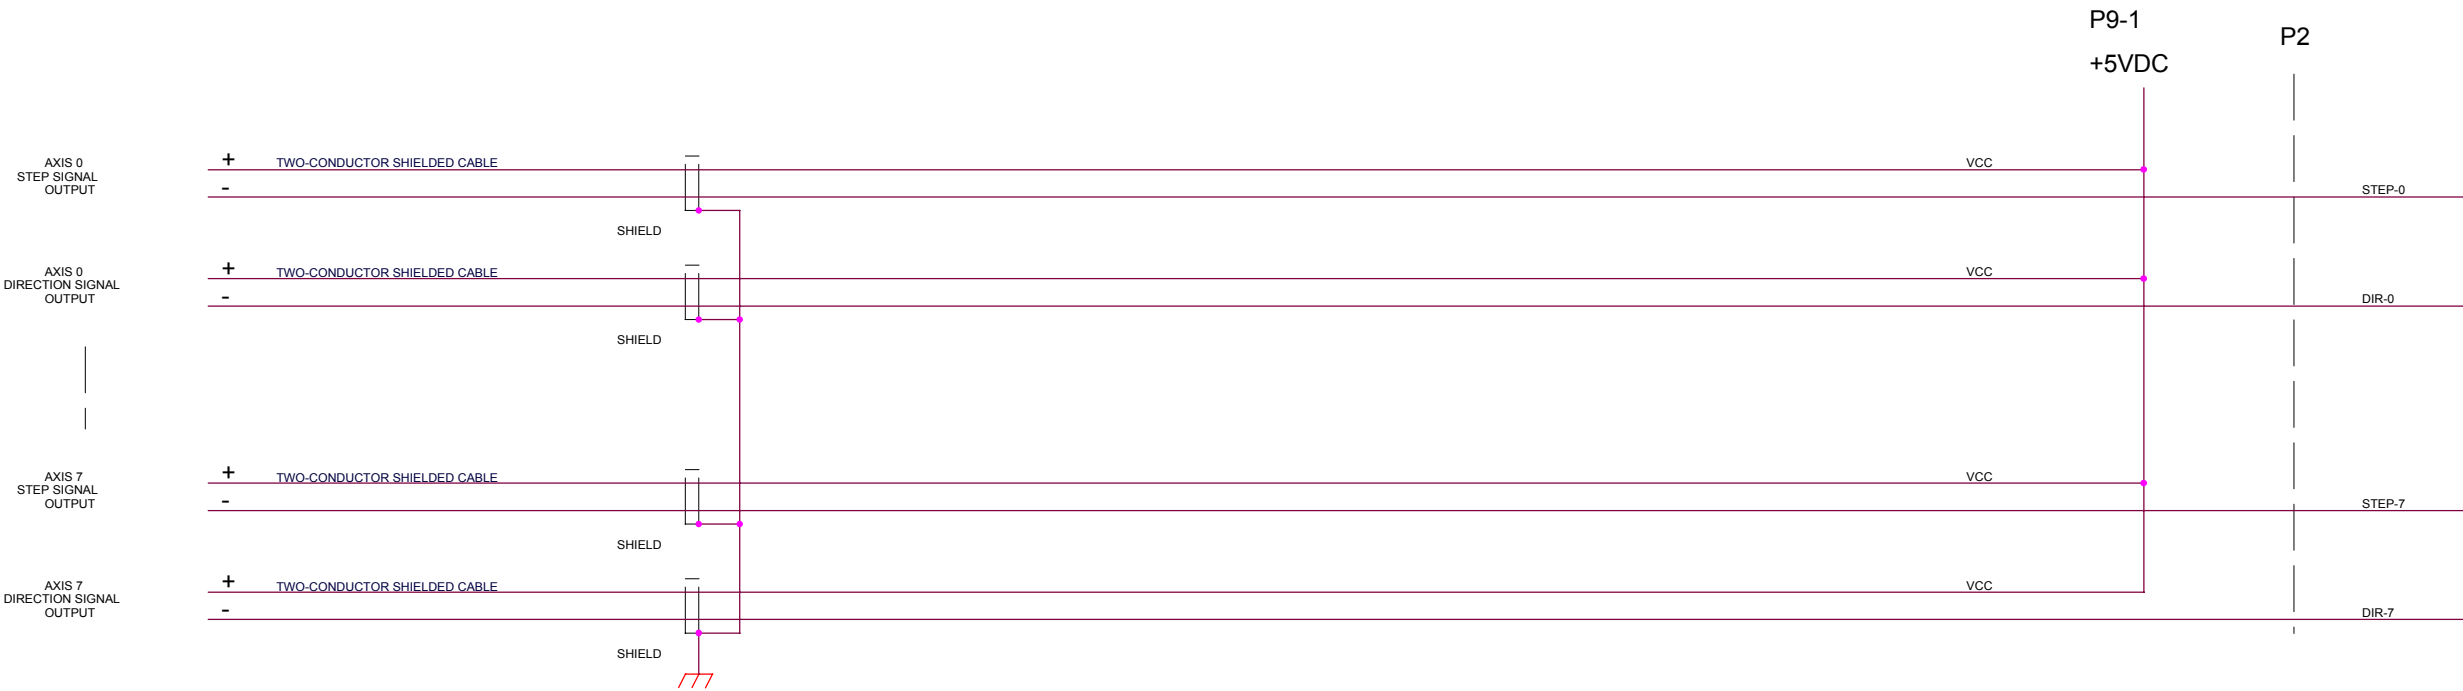 P9-1
P2
+5VDC
AXIS 0
STEP SIGNAL
OUTPUT
+
TWO-CONDUCTOR SHIELDED CABLE
VCC
-
STEP-0
SHIELD
AXIS 0
DIRECTION SIGNAL
OUTPUT
+
TWO-CONDUCTOR SHIELDED CABLE
VCC
-
DIR-0
SHIELD
AXIS 7
STEP SIGNAL
OUTPUT
+
TWO-CONDUCTOR SHIELDED CABLE
VCC
-
STEP-7
SHIELD
AXIS 7
DIRECTION SIGNAL
OUTPUT
+
TWO-CONDUCTOR SHIELDED CABLE
VCC
-
DIR-7
SHIELD